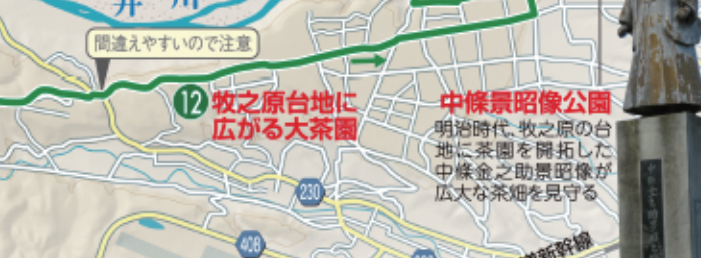 井川
間違えやすいので注意
12 牧之原台地に
広がる大茶園
中條景昭像公園
明治時代、牧之原の台
地に茶園を開拓した
中條金之助景昭像が
広大な茶畑を見守る
230
408
新幹線